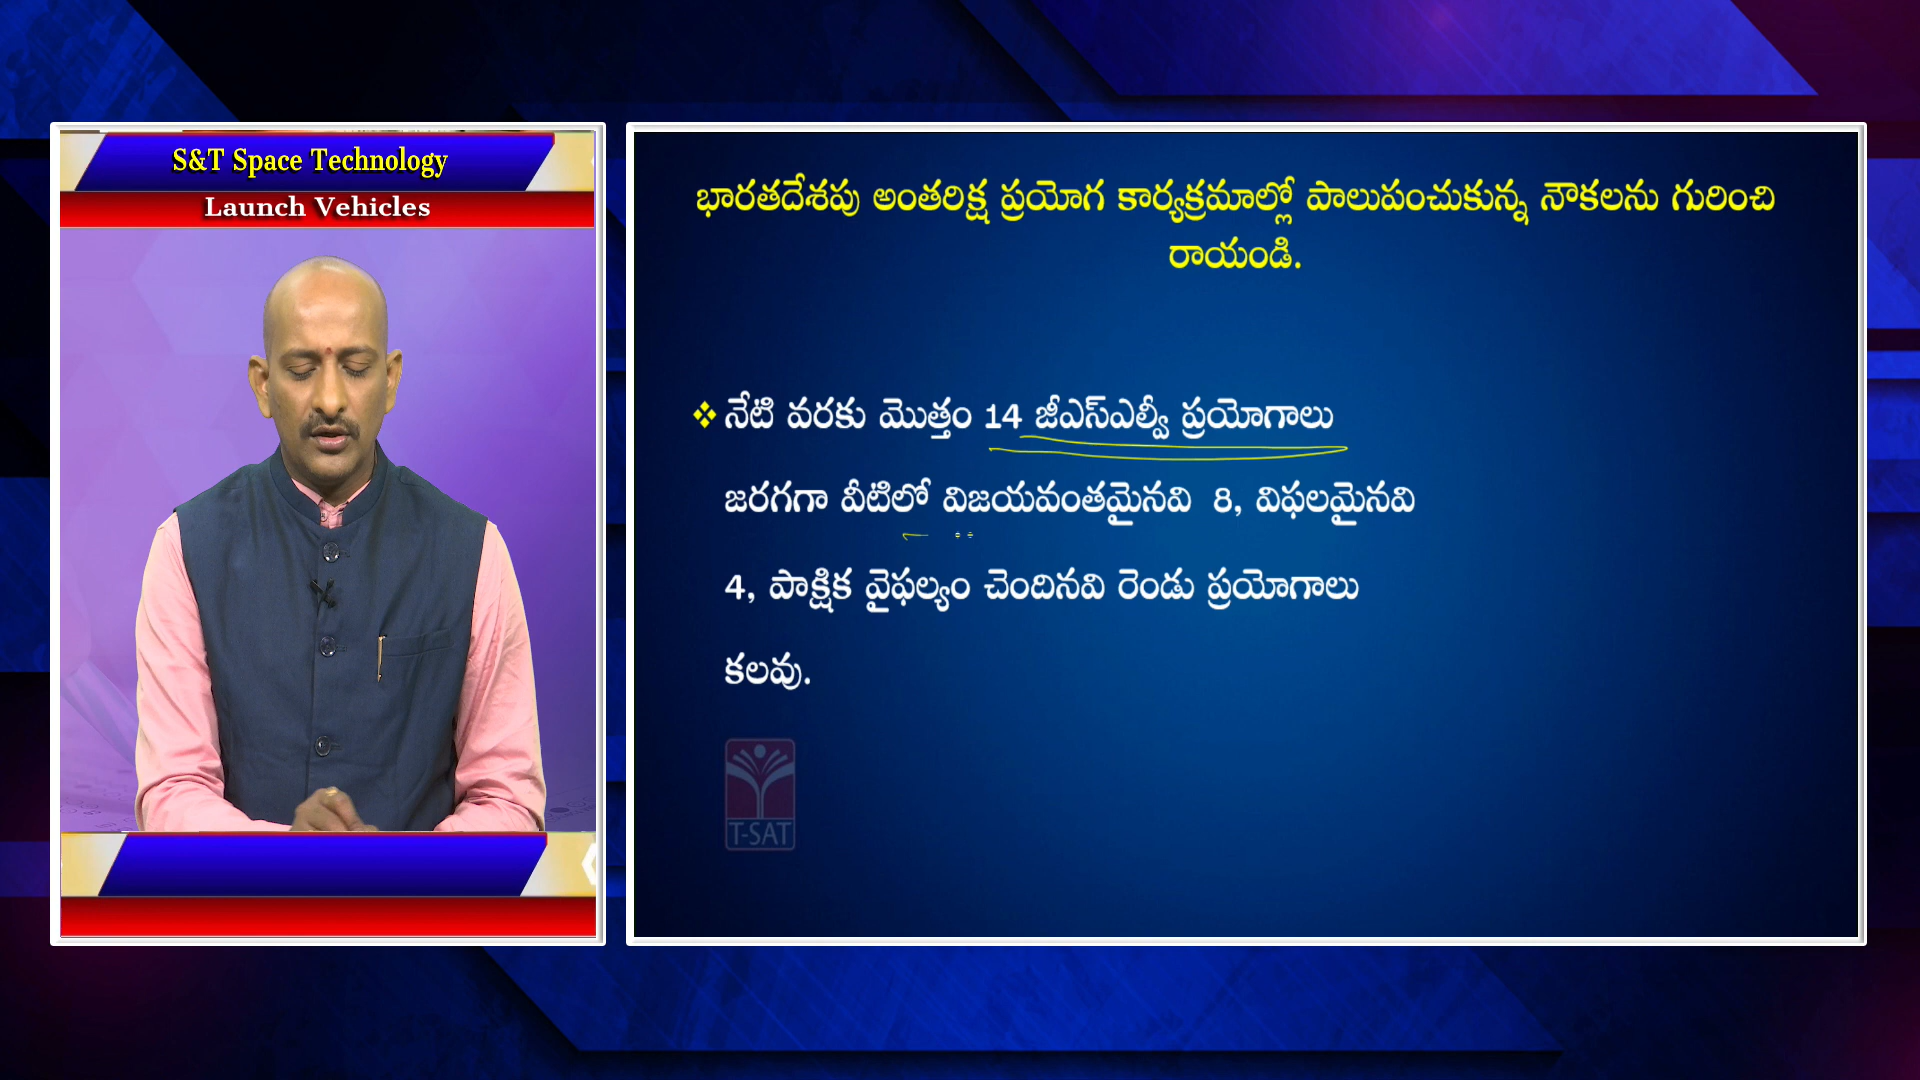 S&T Space Technology
Launch Vehicles
భారతదేశపు అంతరిక్ష ప్రయోగ కార్యక్రమాల్లో పాలుపంచుకున్న నౌకలను గురించి
రాయండి.
❖ నేటి వరకు మొత్తం 14 జీఎస్ఎల్వీ ప్రయోగాలు
జరగగా వీటిలో విజయవంతమైనవి 8, విఫలమైనవి
4, పాక్షిక వైఫల్యం చెందినవి రెండు ప్రయోగాలు
కలవు.
T-SAT